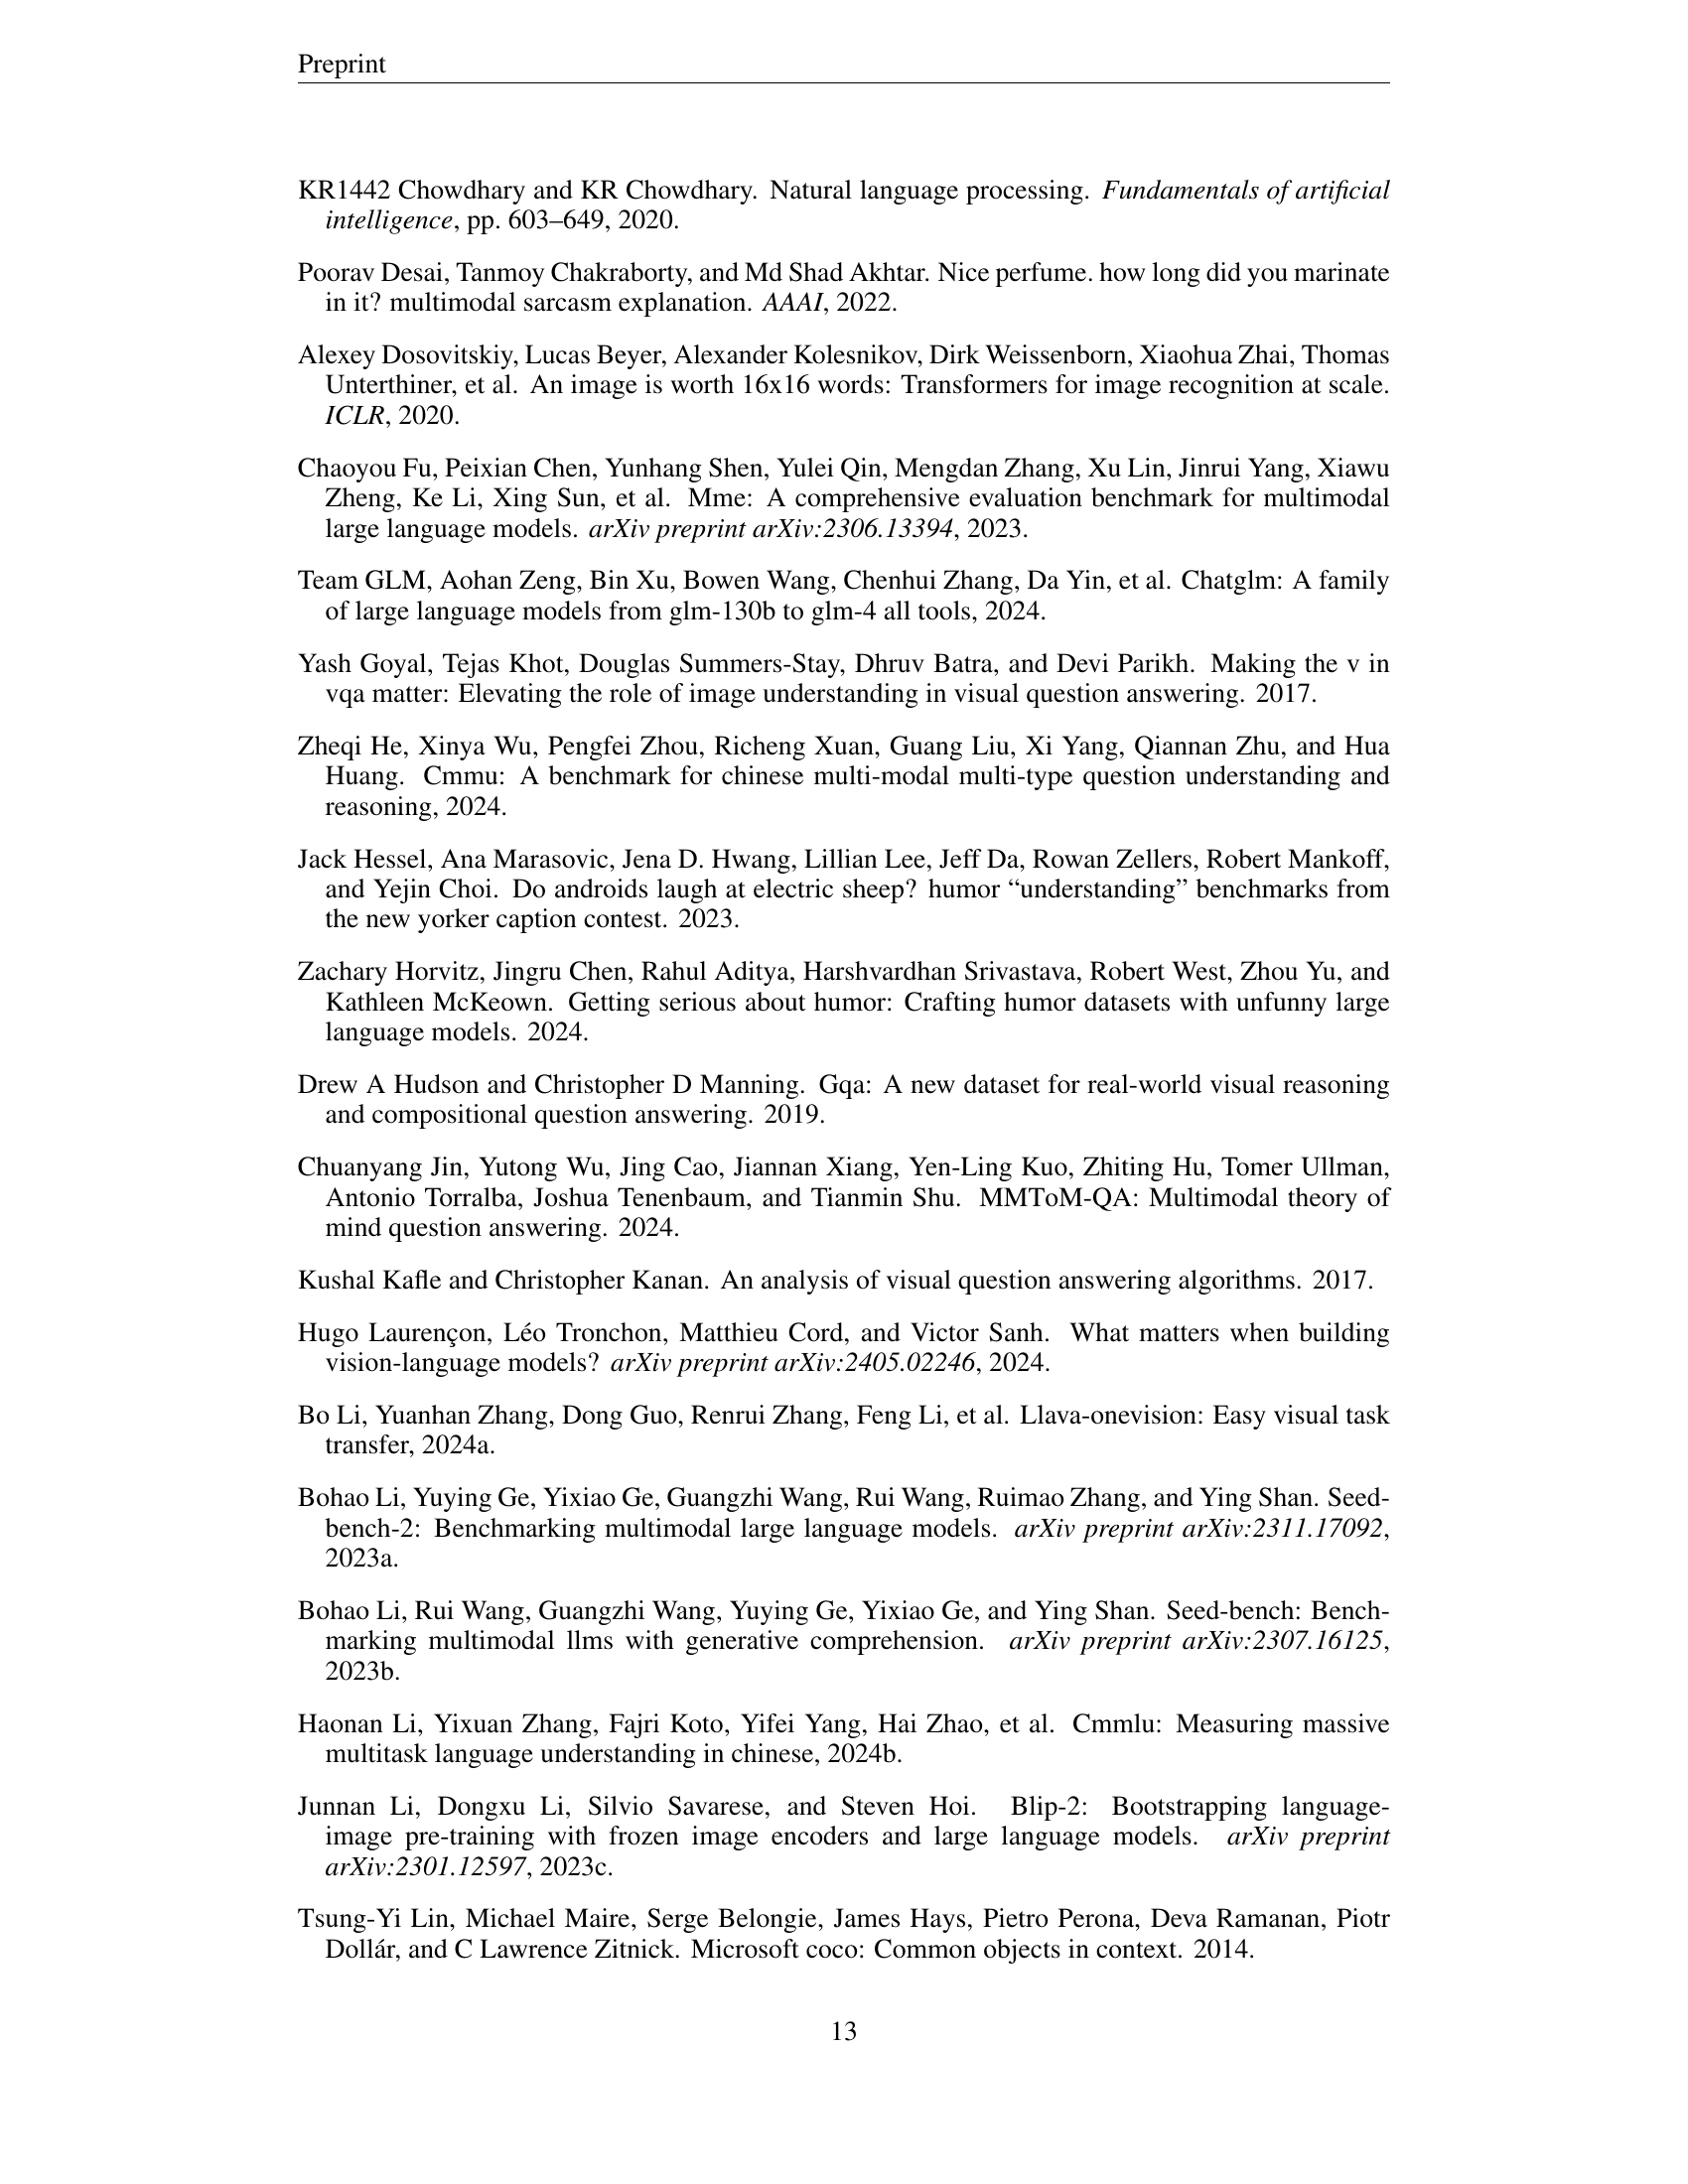 Preprint
KR1442 Chowdhary and KR Chowdhary. Natural language processing. Fundamentals of artificial
intelligence, pp. 603–649, 2020.
Poorav Desai, Tanmoy Chakraborty, and Md Shad Akhtar. Nice perfume. how long did you marinate
in it? multimodal sarcasm explanation. AAAI, 2022.
Alexey Dosovitskiy, Lucas Beyer, Alexander Kolesnikov, Dirk Weissenborn, Xiaohua Zhai, Thomas
Unterthiner, et al. An image is worth 16x16 words: Transformers for image recognition at scale.
ICLR, 2020.
Chaoyou Fu, Peixian Chen, Yunhang Shen, Yulei Qin, Mengdan Zhang, Xu Lin, Jinrui Yang, Xiawu
Zheng, Ke Li, Xing Sun, et al. Mme: A comprehensive evaluation benchmark for multimodal
large language models. arXiv preprint arXiv:2306.13394, 2023.
Team GLM, Aohan Zeng, Bin Xu, Bowen Wang, Chenhui Zhang, Da Yin, et al. Chatglm: A family
of large language models from glm-130b to glm-4 all tools, 2024.
Yash Goyal, Tejas Khot, Douglas Summers-Stay, Dhruv Batra, and Devi Parikh. Making the v in
vqa matter: Elevating the role of image understanding in visual question answering. 2017.
Zheqi He, Xinya Wu, Pengfei Zhou, Richeng Xuan, Guang Liu, Xi Yang, Qiannan Zhu, and Hua
Huang. Cmmu: A benchmark for chinese multi-modal multi-type question understanding and
reasoning, 2024.
Jack Hessel, Ana Marasovic, Jena D. Hwang, Lillian Lee, Jeff Da, Rowan Zellers, Robert Mankoff,
and Yejin Choi. Do androids laugh at electric sheep? humor “understanding” benchmarks from
the new yorker caption contest. 2023.
Zachary Horvitz, Jingru Chen, Rahul Aditya, Harshvardhan Srivastava, Robert West, Zhou Yu, and
Kathleen McKeown. Getting serious about humor: Crafting humor datasets with unfunny large
language models. 2024.
Drew A Hudson and Christopher D Manning. Gqa: A new dataset for real-world visual reasoning
and compositional question answering. 2019.
Chuanyang Jin, Yutong Wu, Jing Cao, Jiannan Xiang, Yen-Ling Kuo, Zhiting Hu, Tomer Ullman,
Antonio Torralba, Joshua Tenenbaum, and Tianmin Shu. MMToM-QA: Multimodal theory of
mind question answering. 2024.
Kushal Kafle and Christopher Kanan. An analysis of visual question answering algorithms. 2017.
Hugo Laurençon, Léo Tronchon, Matthieu Cord, and Victor Sanh. What matters when building
vision-language models? arXiv preprint arXiv:2405.02246, 2024.
Bo Li, Yuanhan Zhang, Dong Guo, Renrui Zhang, Feng Li, et al. Llava-onevision: Easy visual task
transfer, 2024a.
Bohao Li, Yuying Ge, Yixiao Ge, Guangzhi Wang, Rui Wang, Ruimao Zhang, and Ying Shan. Seed-
bench-2: Benchmarking multimodal large language models. arXiv preprint arXiv:2311.17092,
2023a.
Bohao Li, Rui Wang, Guangzhi Wang, Yuying Ge, Yixiao Ge, and Ying Shan. Seed-bench: Bench-
marking multimodal llms with generative comprehension. arXiv preprint arXiv:2307.16125,
2023b.
Haonan Li, Yixuan Zhang, Fajri Koto, Yifei Yang, Hai Zhao, et al. Cmmlu: Measuring massive
multitask language understanding in chinese, 2024b.
Junnan Li, Dongxu Li, Silvio Savarese, and Steven Hoi. Blip-2: Bootstrapping language-
image pre-training with frozen image encoders and large language models. arXiv preprint
arXiv:2301.12597, 2023c.
Tsung-Yi Lin, Michael Maire, Serge Belongie, James Hays, Pietro Perona, Deva Ramanan, Piotr
Dollár, and C Lawrence Zitnick. Microsoft coco: Common objects in context. 2014.
13